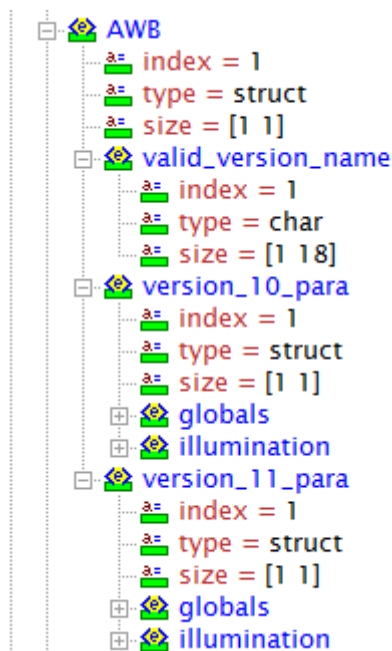 AWB
index = 1
type = struct
size = [1 1]
valid_version_name
index = 1
type = char
size = [1 18]
version_10_para
index = 1
type = struct
size = [1 1]
globals
illumination
version_11_para
index = 1
type = struct
size = [1 1]
globals
illumination